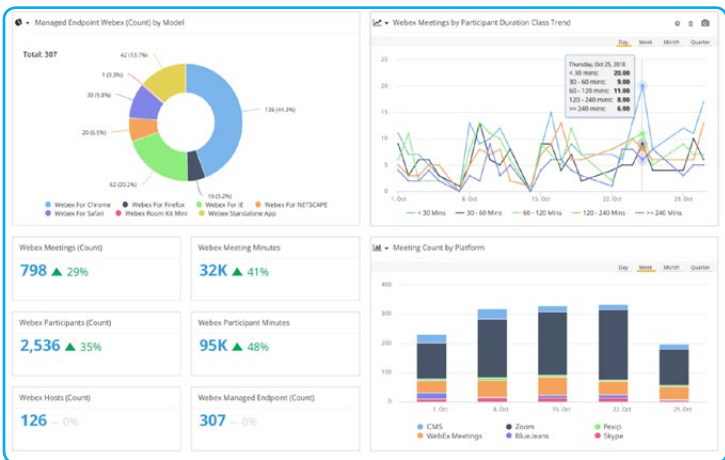 Managed Endpoint Webex (Count) by Model
Total: 307
42 (13.7%)
1 (3.3%)
30 (9.8%)
20 (6.5%)
62 (20.2%)
16 (5.2%)
136 (44.3%)
Webex For Chrome Webex For Firefox Webex For IE Webex For NETSCAPE
Webex For Safari Webex Room Kit Mini Webex Standalone App
Webex Meetings by Participant Duration Class Trend
Day Week Month Quarter
Thursday, Oct 25, 2018
< 30 mins: 20.00
30 - 60 mins: 9.00
60 - 120 mins: 11.00
120 - 240 mins: 8.00
>= 240 mins: 6.00
25
20
15
10
5
0
1. Oct 8. Oct 15. Oct 22. Oct 29. Oct
< 30 Mins 30 - 60 Mins 60 - 120 Mins 120 - 240 Mins >= 240 Mins
Webex Meetings (Count)
798 29%
Webex Meeting Minutes
32K 41%
Webex Participants (Count)
2,536 35%
Webex Participant Minutes
95K 48%
Webex Hosts (Count)
126 -- 0%
Webex Managed Endpoint (Count)
307 -- 0%
Meeting Count by Platform
Day Week Month Quarter
400
300
200
100
0
1. Oct 8. Oct 15. Oct 22. Oct 29. Oct
CMS Zoom Pexip
WebEx Meetings BlueJeans Skype